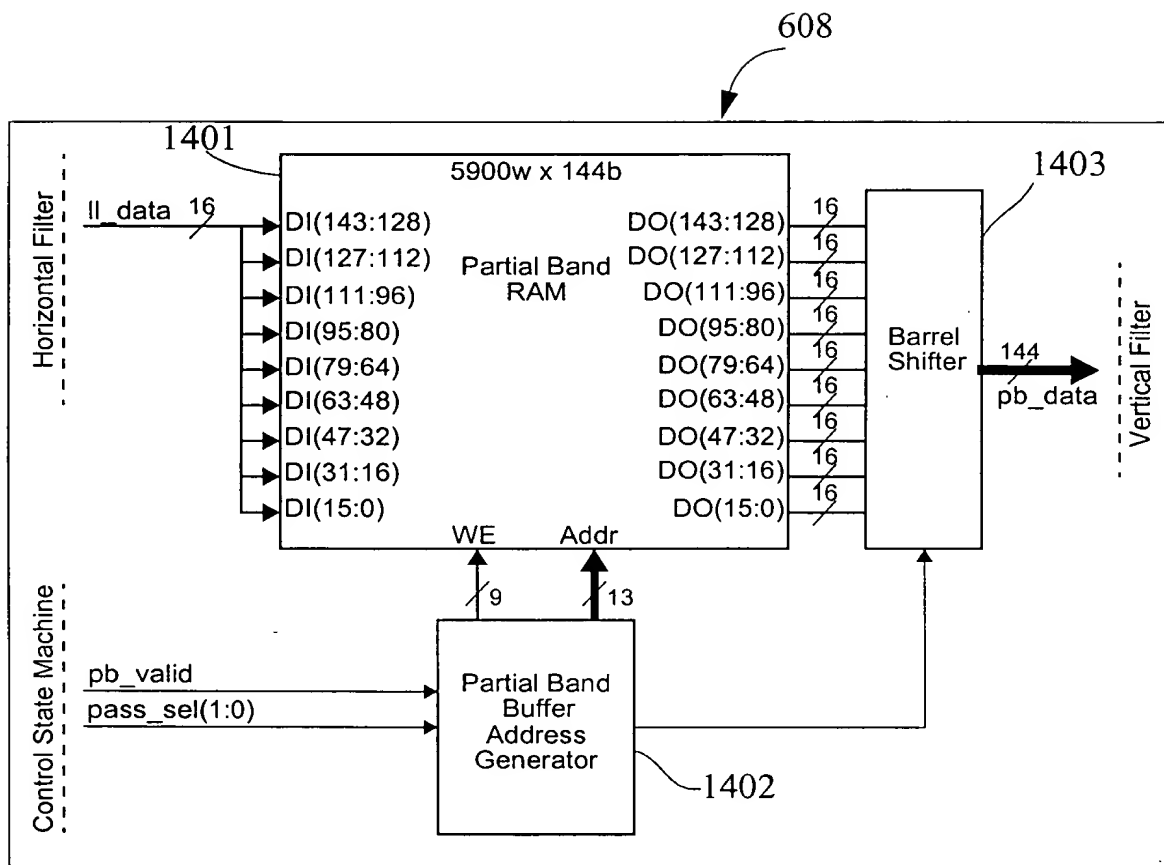 608
1401
5900w x 144b
1403
Horizontal Filter
ll_data
16
DI(143:128)
DI(127:112)
DI(111:96)
DI(95:80)
DI(79:64)
DI(63:48)
DI(47:32)
DI(31:16)
DI(15:0)
Partial Band
RAM
DO(143:128)
DO(127:112)
DO(111:96)
DO(95:80)
DO(79:64)
DO(63:48)
DO(47:32)
DO(31:16)
DO(15:0)
16
16
16
16
16
16
16
16
16
Barrel
Shifter
144
pb_data
Vertical Filter
WE
Addr
9
13
Control State Machine
pb_valid
pass_sel(1:0)
Partial Band
Buffer
Address
Generator
1402